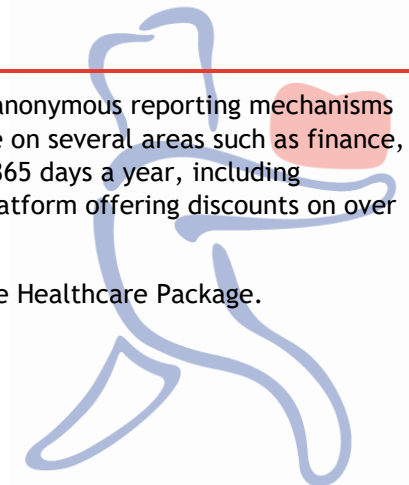 anonymous reporting mechanisms
e on several areas such as finance,
365 days a year, including
atform offering discounts on over
e Healthcare Package.